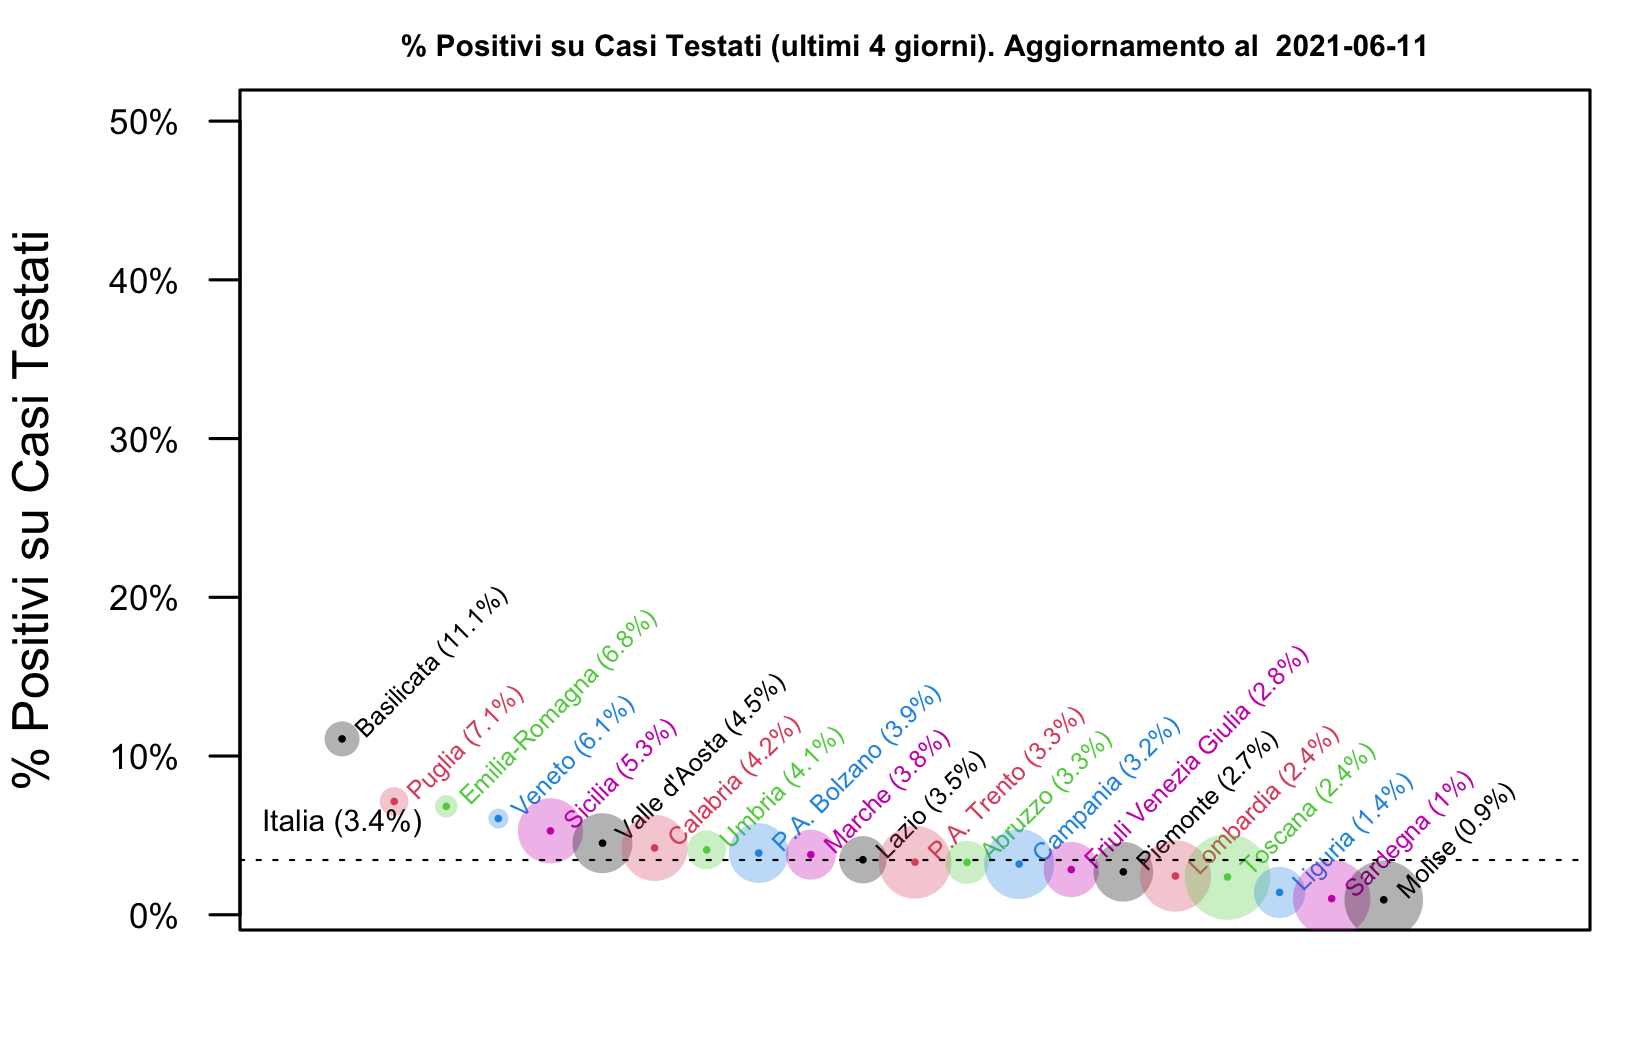 % Positivi su Casi Testati (ultimi 4 giorni). Aggiornamento al 2021-06-11
% Positivi su Casi Testati
50%
40%
30%
20%
10%
0%
Italia (3.4%)
Basilicata (11.1%)
Puglia (7.1%)
Emilia-Romagna (6.8%)
Veneto (6.1%)
Sicilia (5.3%)
Valle d'Aosta (4.5%)
Calabria (4.2%)
Umbria (4.1%)
P.A. Bolzano (3.9%)
Marche (3.8%)
Lazio (3.5%)
P.A. Trento (3.3%)
Abruzzo (3.3%)
Campania (3.2%)
Friuli Venezia Giulia (2.8%)
Piemonte (2.7%)
Lombardia (2.4%)
Toscana (2.4%)
Liguria (1.4%)
Sardegna (1%)
Molise (0.9%)